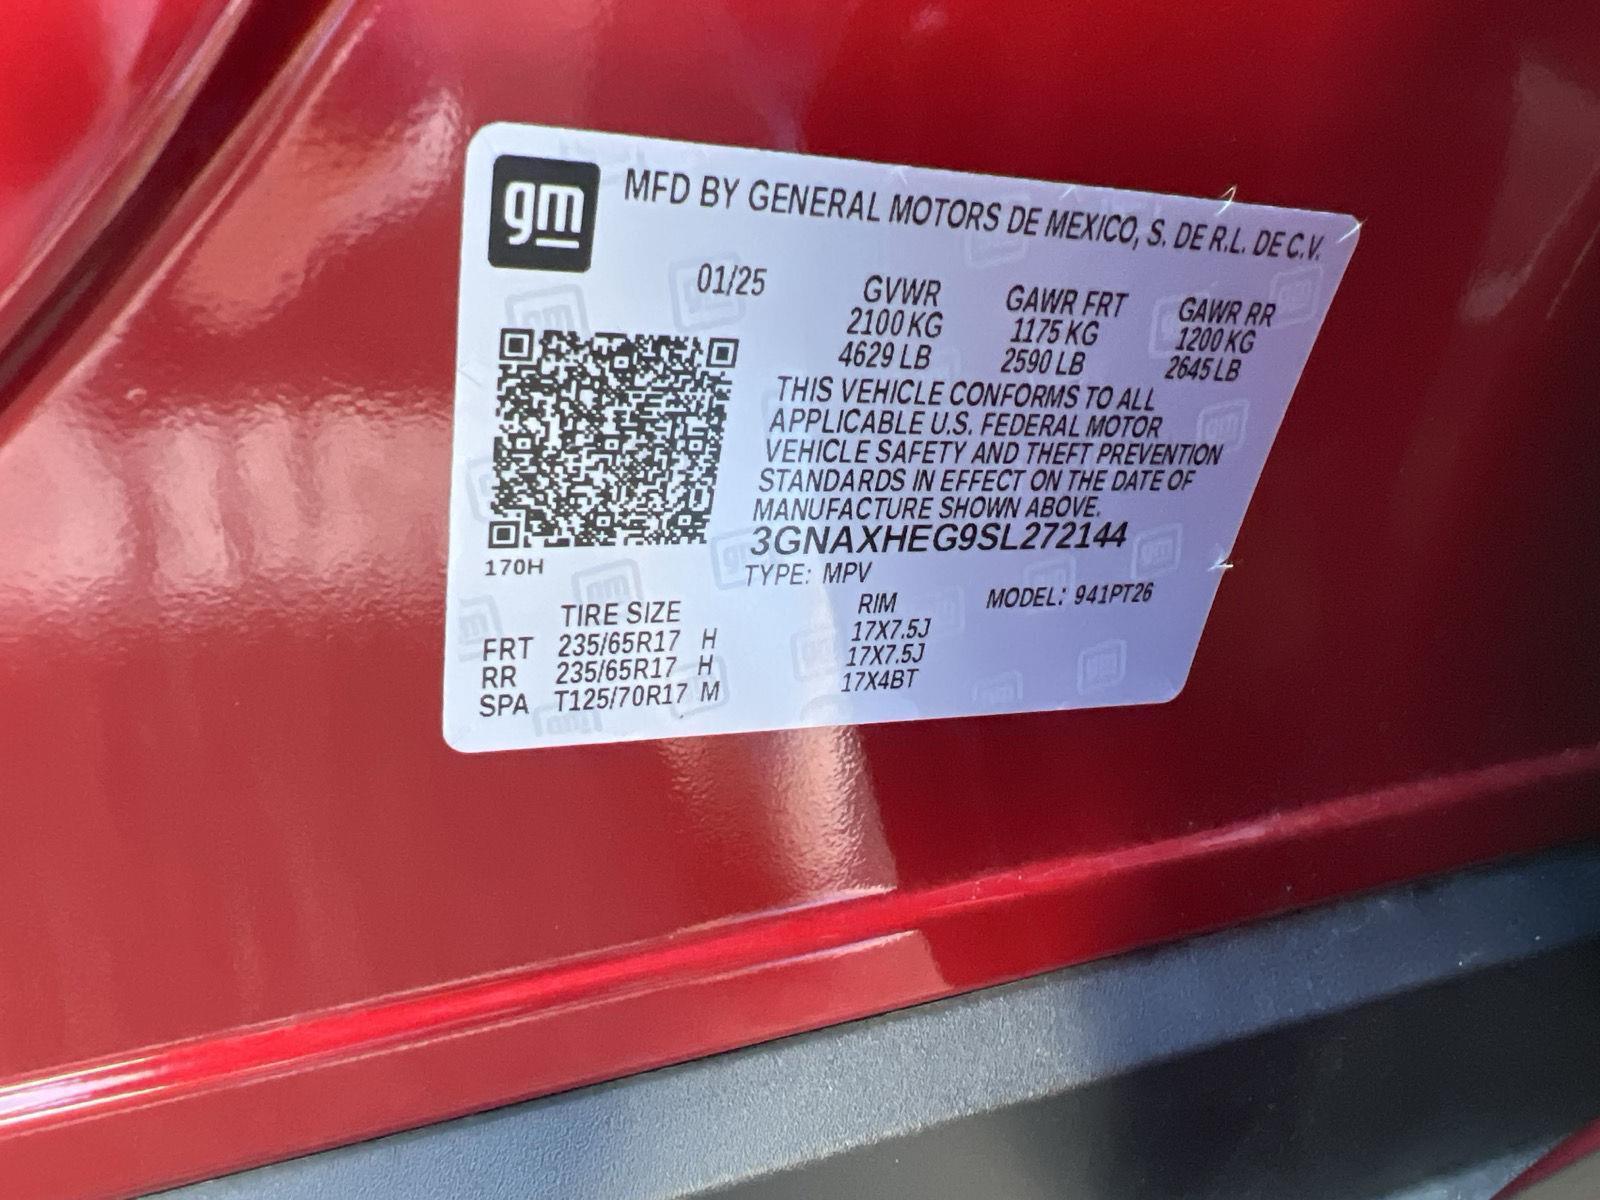 gm
MFD BY GENERAL MOTORS DE MEXICO, S. DE R.L. DE C.V.
01/25 GVWR GAWR FRT GAWR RR
2100 KG 1175 KG 1200 KG
4629 LB 2590 LB 2645 LB
THIS VEHICLE CONFORMS TO ALL
APPLICABLE U.S. FEDERAL MOTOR
VEHICLE SAFETY AND THEFT PREVENTION
STANDARDS IN EFFECT ON THE DATE OF
MANUFACTURE SHOWN ABOVE.
3GNAXHEG9SL272144
170H
TYPE: MPV MODEL: 941PT26
TIRE SIZE RIM
FRT 235/65R17 H 17X7.5J
RR 235/65R17 H 17X7.5J
SPA T125/70R17 M 17X4BT